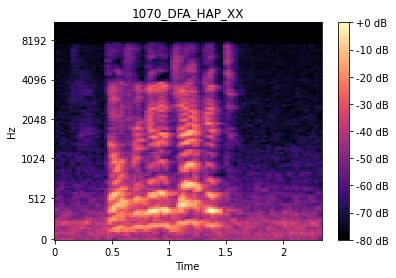 1070_DFA_HAP_XX
Hz
8192
4096
2048
1024
512
0
0
0.5
1
1.5
2
Time
+0 dB
-10 dB
-20 dB
-30 dB
-40 dB
-50 dB
-60 dB
-70 dB
-80 dB